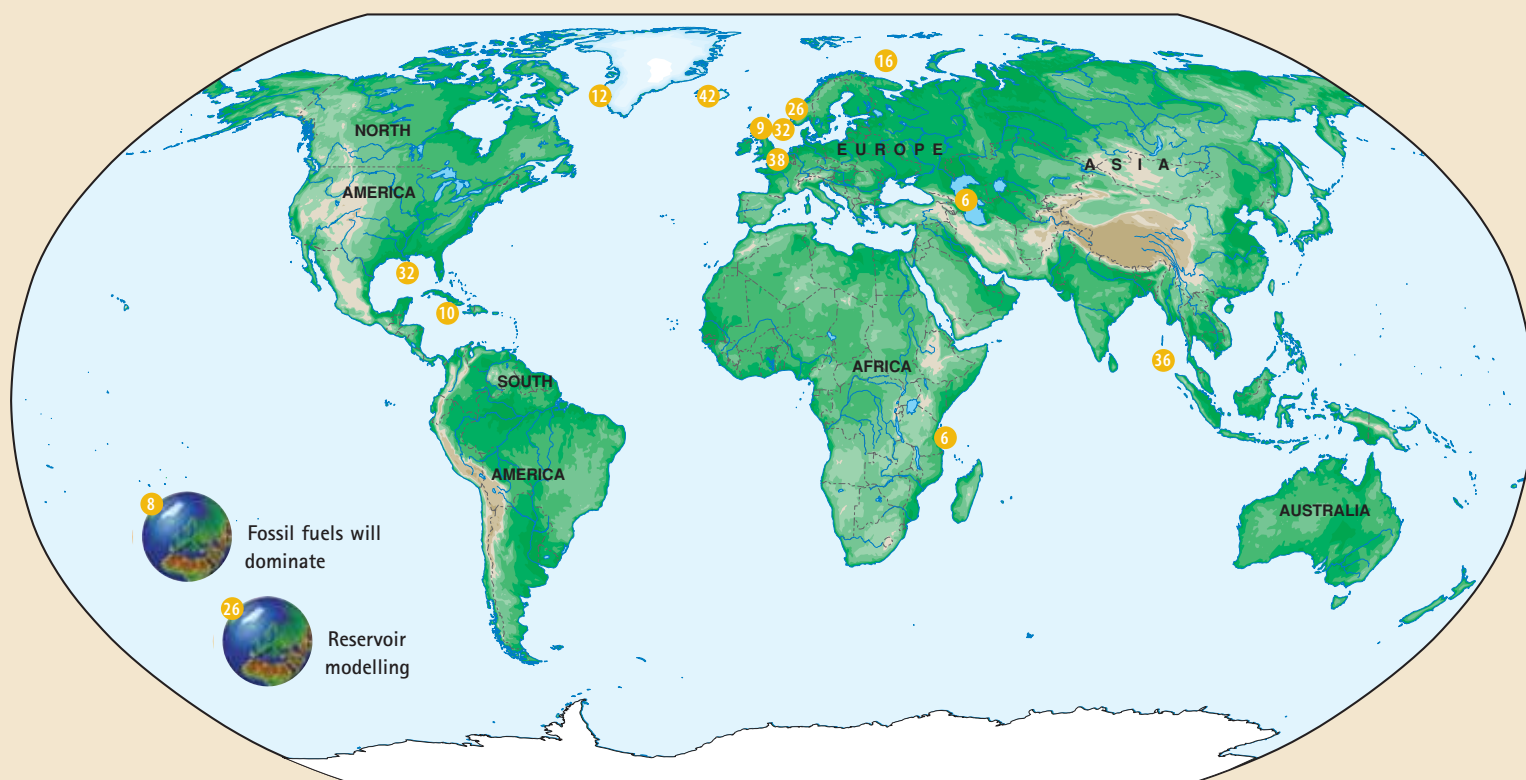 16
12
42
26
9
32
NORTH
EUROPE
38
ASIA
AMERICA
6
32
10
36
AFRICA
SOUTH
6
AMERICA
8
AUSTRALIA
Fossil fuels will
dominate
26
Reservoir
modelling